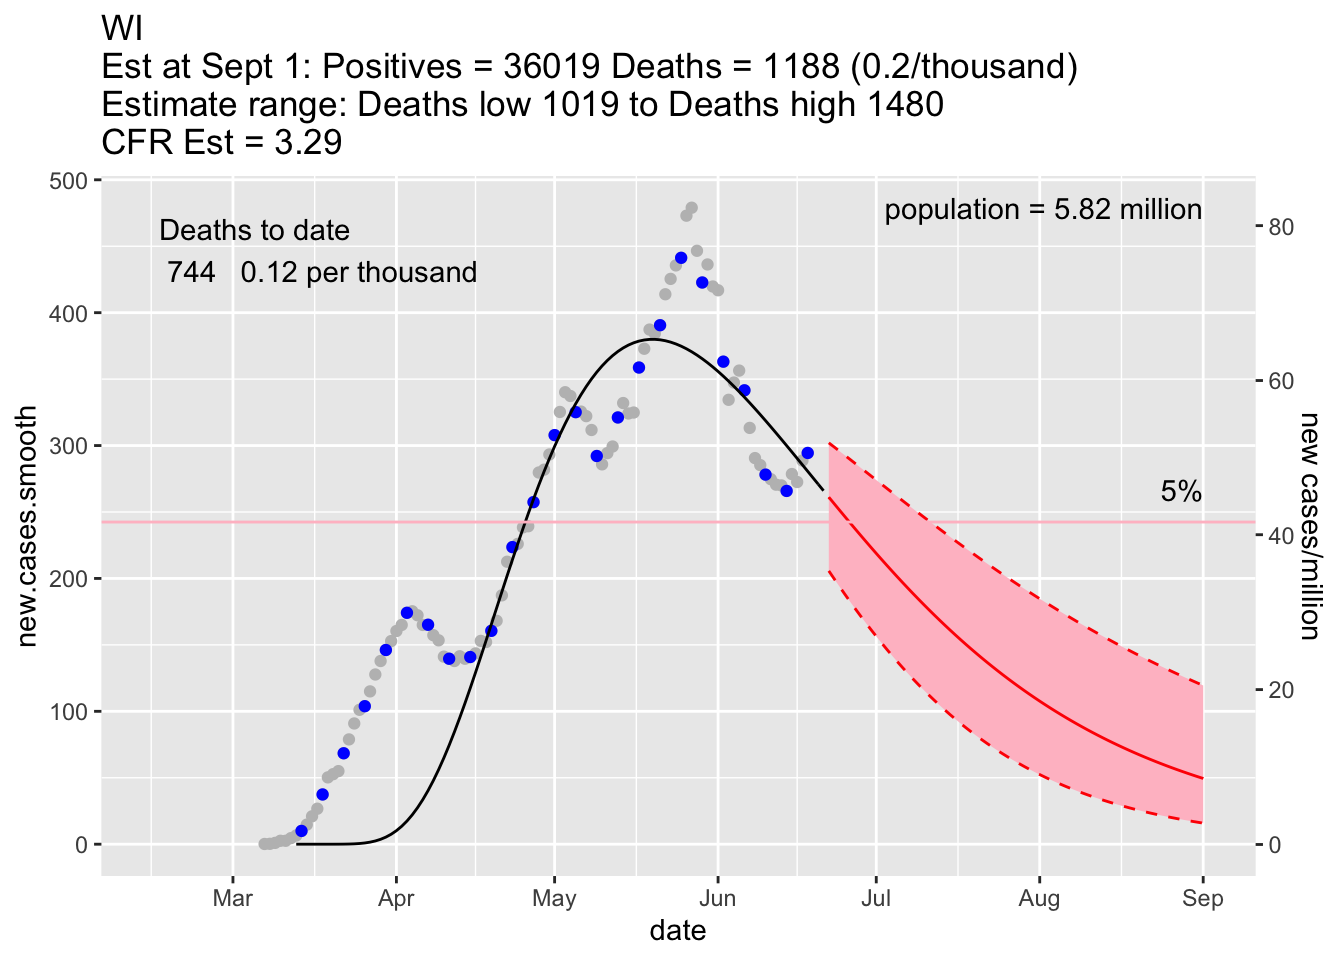 WI
Est at Sept 1: Positives = 36019 Deaths = 1188 (0.2/thousand)
Estimate range: Deaths low 1019 to Deaths high 1480
CFR Est = 3.29
Deaths to date
744 0.12 per thousand
population = 5.82 million
5%
new.cases.smooth
500
400
300
200
100
0
new cases/million
80
60
40
20
0
Mar Apr May Jun Jul Aug Sep
date